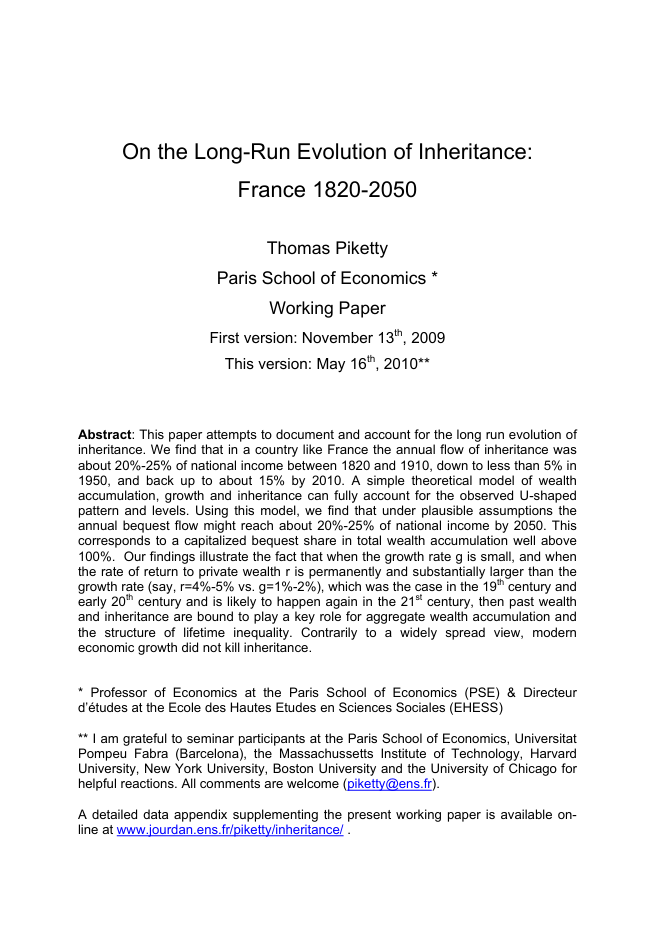 On the Long-Run Evolution of Inheritance:
France 1820-2050
Thomas Piketty
Paris School of Economics *
Working Paper
First version: November 13th, 2009
This version: May 16th, 2010**
Abstract: This paper attempts to document and account for the long run evolution of
inheritance. We find that in a country like France the annual flow of inheritance was
about 20%-25% of national income between 1820 and 1910, down to less than 5% in
1950, and back up to about 15% by 2010. A simple theoretical model of wealth
accumulation, growth and inheritance can fully account for the observed U-shaped
pattern and levels. Using this model, we find that under plausible assumptions the
annual bequest flow might reach about 20%-25% of national income by 2050. This
corresponds to a capitalized bequest share in total wealth accumulation well above
100%. Our findings illustrate the fact that when the growth rate g is small, and when
the rate of return to private wealth r is permanently and substantially larger than the
growth rate (say, r=4%-5% vs. g=1%-2%), which was the case in the 19th century and
early 20th century and is likely to happen again in the 21st century, then past wealth
and inheritance are bound to play a key role for aggregate wealth accumulation and
the structure of lifetime inequality. Contrarily to a widely spread view, modern
economic growth did not kill inheritance.
* Professor of Economics at the Paris School of Economics (PSE) & Directeur
d'études at the Ecole des Hautes Etudes en Sciences Sociales (EHESS)
** I am grateful to seminar participants at the Paris School of Economics, Universitat
Pompeu Fabra (Barcelona), the Massachussetts Institute of Technology, Harvard
University, New York University, Boston University and the University of Chicago for
helpful reactions. All comments are welcome (piketty@ens.fr).
A detailed data appendix supplementing the present working paper is available on-
line at www.jourdan.ens.fr/piketty/inheritance/ .